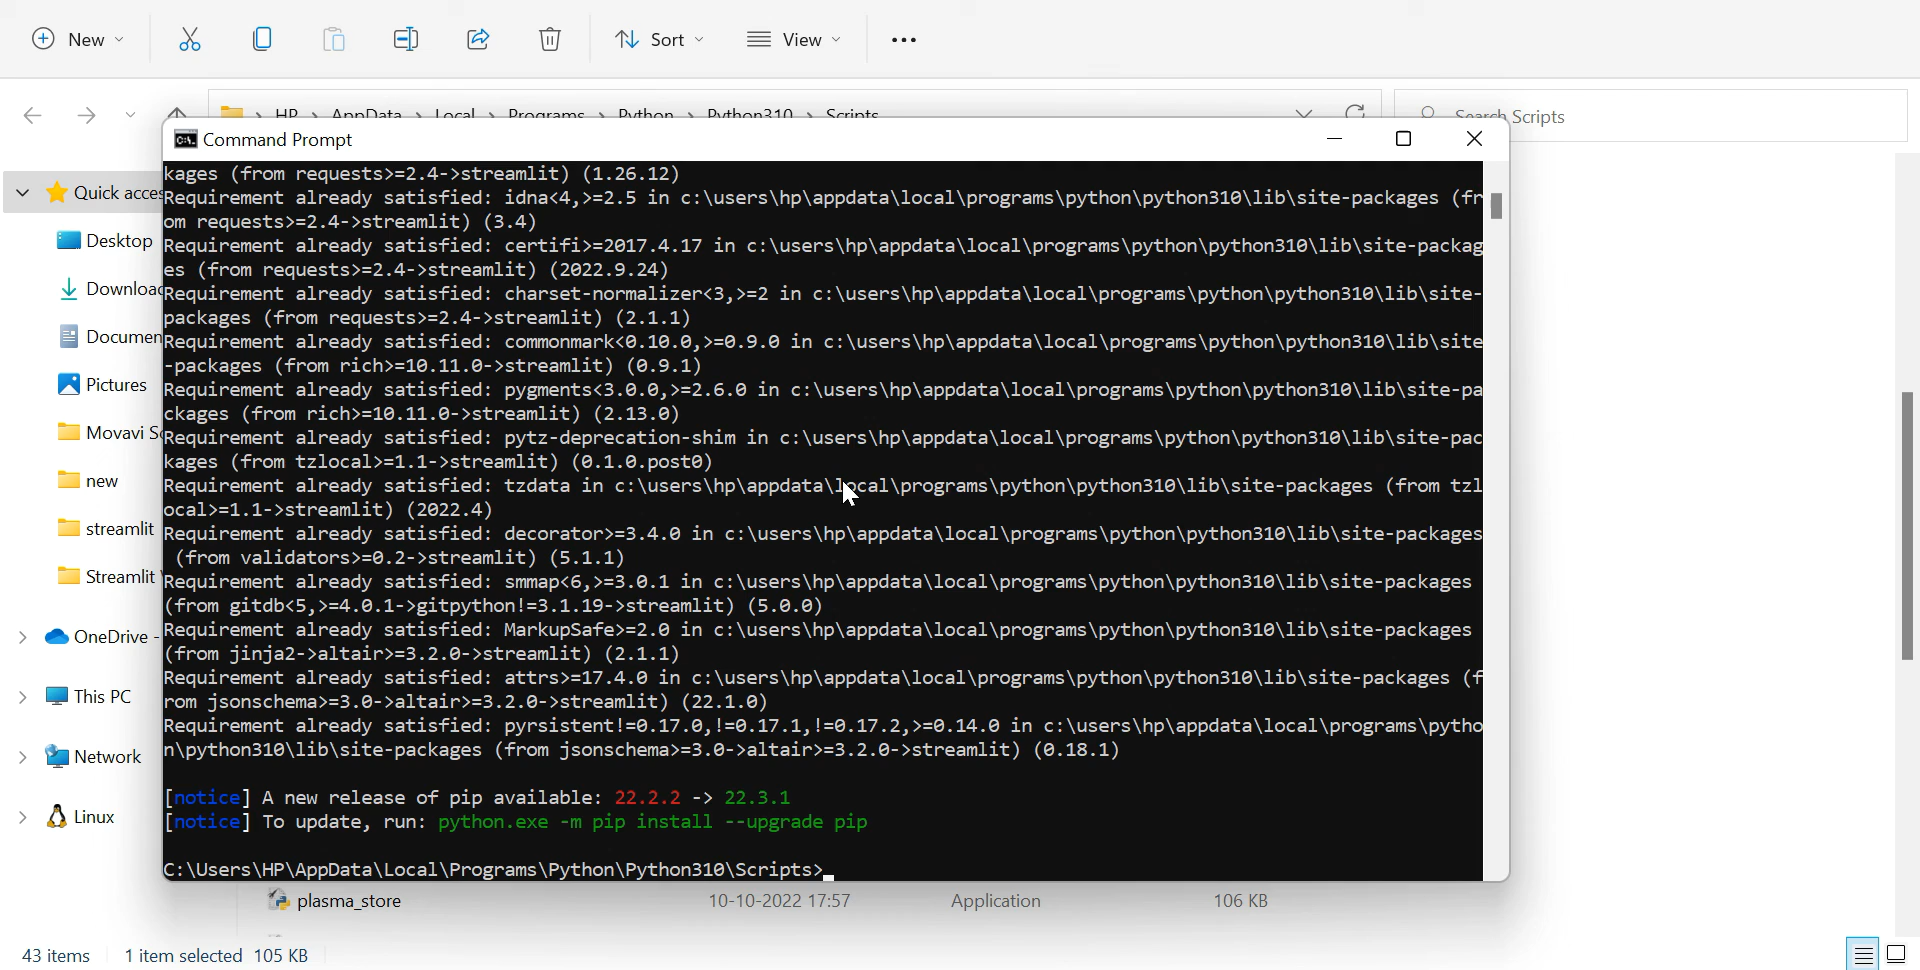 New
Sort
View
HP > AppData > Local > Programs > Python > Python310 > Scripts
Search Scripts
Command Prompt
Quick acces
Desktop
Downloac
Documen
Pictures
Movavi Sc
new
streamlit
Streamlit
OneDrive -
This PC
Network
Linux
kages (from requests>=2.4->streamlit) (1.26.12)
Requirement already satisfied: idna<4,>=2.5 in c:\users\hp\appdata\local\programs\python\python310\lib\site-packages (fr
om requests>=2.4->streamlit) (3.4)
Requirement already satisfied: certifi>=2017.4.17 in c:\users\hp\appdata\local\programs\python\python310\lib\site-packag
es (from requests>=2.4->streamlit) (2022.9.24)
Requirement already satisfied: charset-normalizer<3,>=2 in c:\users\hp\appdata\local\programs\python\python310\lib\site-
packages (from requests>=2.4->streamlit) (2.1.1)
Requirement already satisfied: commonmark<0.10.0,>=0.9.0 in c:\users\hp\appdata\local\programs\python\python310\lib\site
-packages (from rich>=10.11.0->streamlit) (0.9.1)
Requirement already satisfied: pygments<3.0.0,>=2.6.0 in c:\users\hp\appdata\local\programs\python\python310\lib\site-pa
ckages (from rich>=10.11.0->streamlit) (2.13.0)
Requirement already satisfied: pytz-deprecation-shim in c:\users\hp\appdata\local\programs\python\python310\lib\site-pac
kages (from tzlocal>=1.1->streamlit) (0.1.0.post0)
Requirement already satisfied: tzdata in c:\users\hp\appdata\local\programs\python\python310\lib\site-packages (from tzl
ocal>=1.1->streamlit) (2022.4)
Requirement already satisfied: decorator>=3.4.0 in c:\users\hp\appdata\local\programs\python\python310\lib\site-packages
(from validators>=0.2->streamlit) (5.1.1)
Requirement already satisfied: smmap<6,>=3.0.1 in c:\users\hp\appdata\local\programs\python\python310\lib\site-packages
(from gitdb<5,>=4.0.1->gitpython!=3.1.19->streamlit) (5.0.0)
Requirement already satisfied: MarkupSafe>=2.0 in c:\users\hp\appdata\local\programs\python\python310\lib\site-packages
(from jinja2->altair>=3.2.0->streamlit) (2.1.1)
Requirement already satisfied: attrs>=17.4.0 in c:\users\hp\appdata\local\programs\python\python310\lib\site-packages (f
rom jsonschema>=3.0->altair>=3.2.0->streamlit) (22.1.0)
Requirement already satisfied: pyrsistent!=0.17.0,!=0.17.1,!=0.17.2,>=0.14.0 in c:\users\hp\appdata\local\programs\pytho
n\python310\lib\site-packages (from jsonschema>=3.0->altair>=3.2.0->streamlit) (0.18.1)
[notice] A new release of pip available: 22.2.2 -> 22.3.1
[notice] To update, run: python.exe -m pip install --upgrade pip
C:\Users\HP\AppData\Local\Programs\Python\Python310\Scripts>
plasma_store 10-10-2022 17:57 Application 106 KB
43 items 1 item selected 105 KB